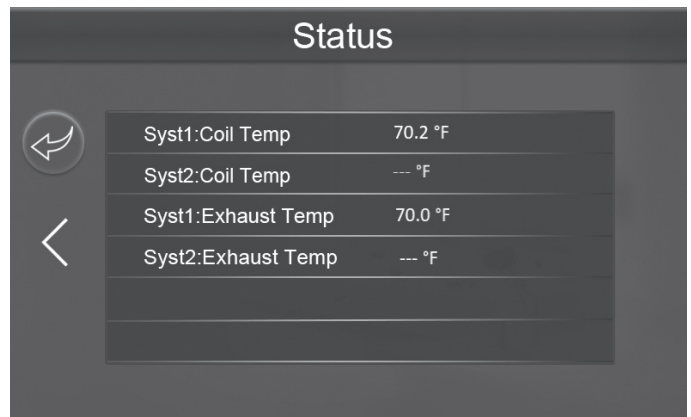 Status
Syst1:Coil Temp 70.2 °F
Syst2:Coil Temp --- °F
Syst1:Exhaust Temp 70.0 °F
Syst2:Exhaust Temp --- °F